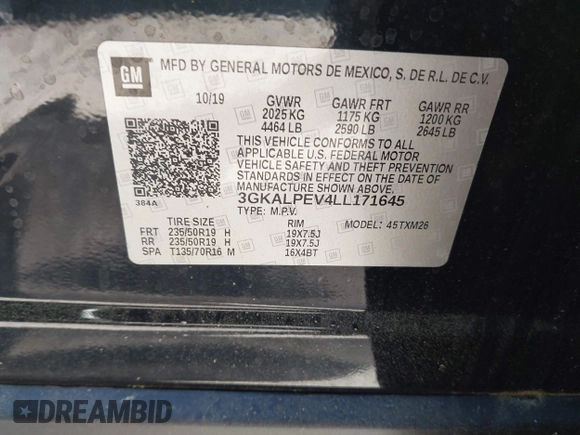 GM
MFD BY GENERAL MOTORS DE MEXICO, S. DE R.L. DE C.V.
10/19 GVWR GAWR FRT GAWR RR
2025 KG 1175 KG 1200 KG
4464 LB 2590 LB 2645 LB
THIS VEHICLE CONFORMS TO ALL
APPLICABLE U.S. FEDERAL MOTOR
VEHICLE SAFETY AND THEFT PREVENTION
STANDARDS IN EFFECT ON THE DATE OF
MANUFACTURE SHOWN ABOVE.
384A 3GKALPEV4LL171645
TYPE: M.P.V. MODEL: 45TXM26
TIRE SIZE RIM
FRT 235/50R19 H 19X7.5J
RR 235/50R19 H 19X7.5J
SPA T135/70R16 M 16X4BT
DREAMBID